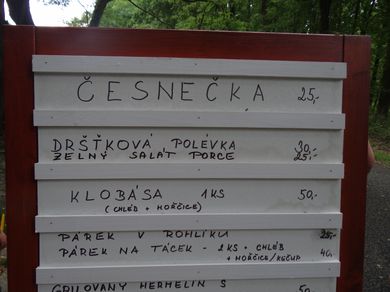 ČESNEČKA 25,-
DRŠŤKOVÁ POLÉVKA 30,-
ZELNÝ SALÁT PORCE 25,-
KLOBÁSA 1KS 50,-
(CHLÉB + HOŘČICE)
PÁREK V ROHLÍKU 25,-
PÁREK NA TÁCEK - 2KS + CHLÉB
+ HOŘČICE/KEČUP 40,-
GRILOVANÝ HERMELÍN S 50